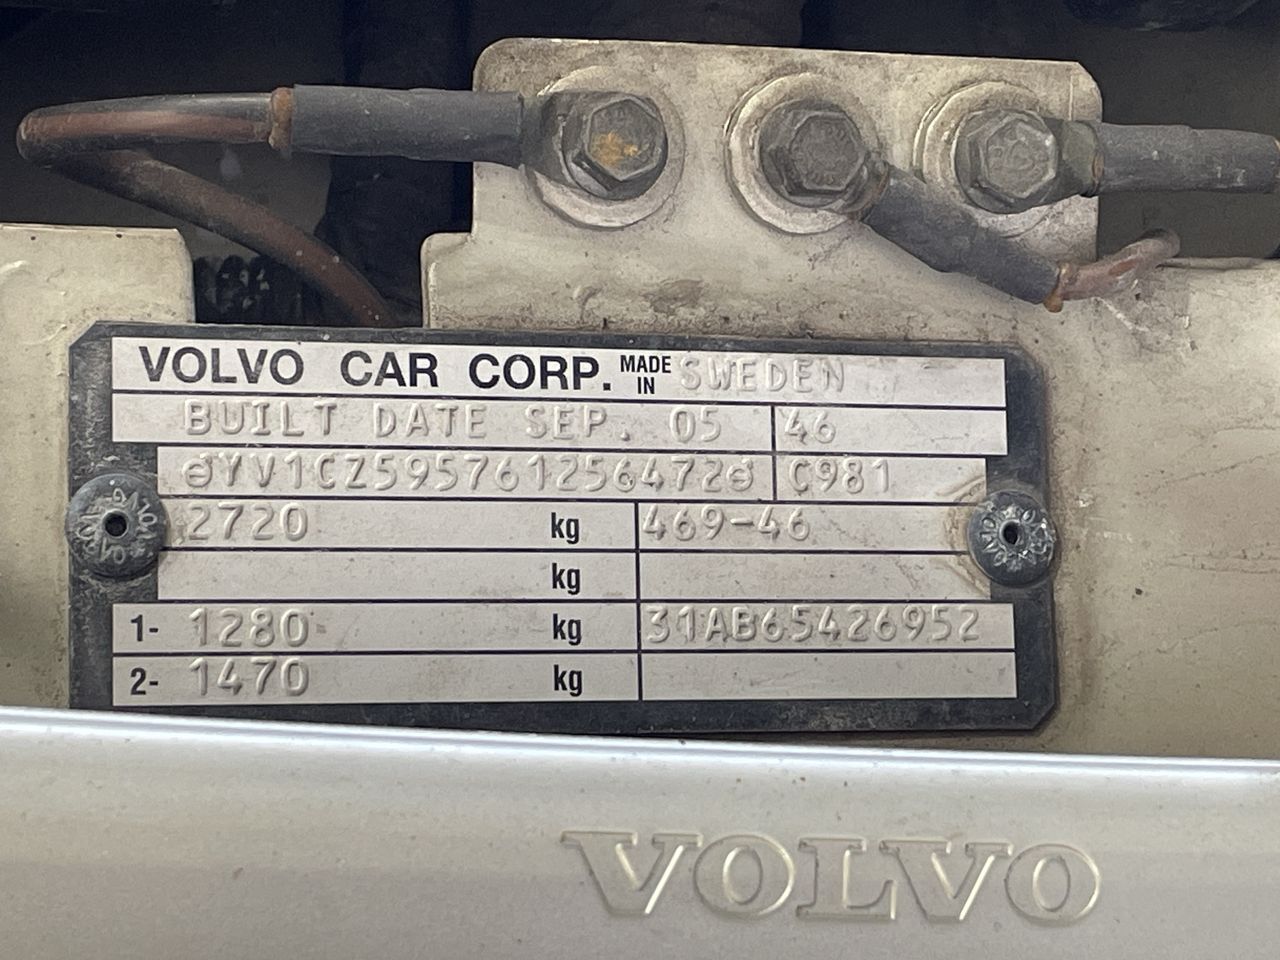 VOLVO CAR CORP. MADE IN SWEDEN
BUILT DATE SEP. 05 46
YV1CZ595761256472 C981
2720 kg 469-46
kg
1- 1280 kg 31AB65426952
2- 1470 kg
VOLVO